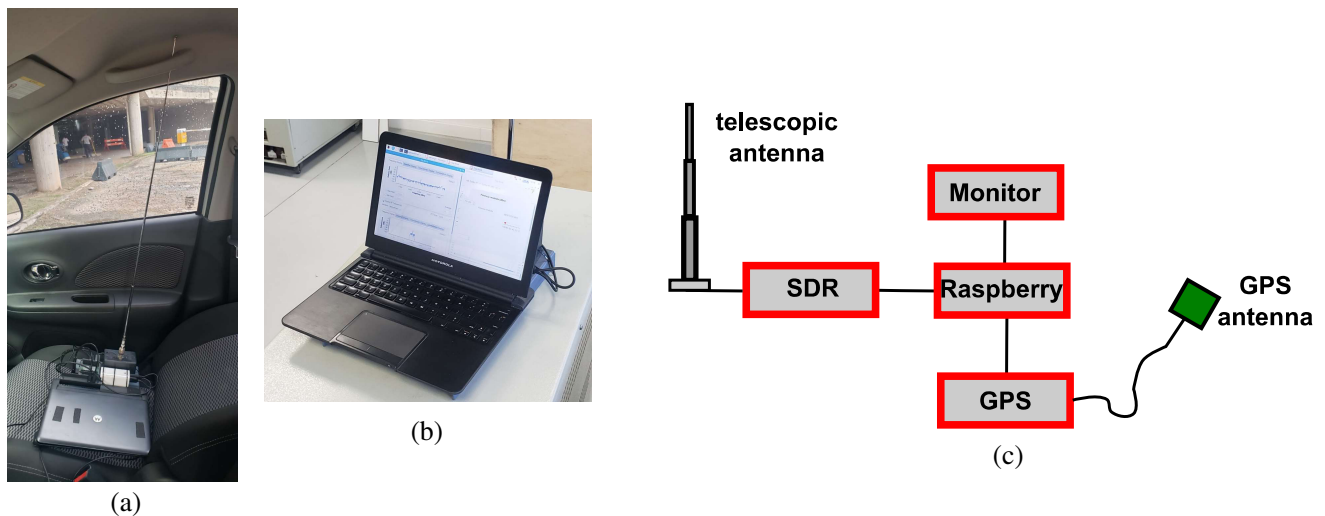 telescopic
antenna
Monitor
SDR
Raspberry
GPS
antenna
GPS
MOTOROLA
(a)
(b)
(c)